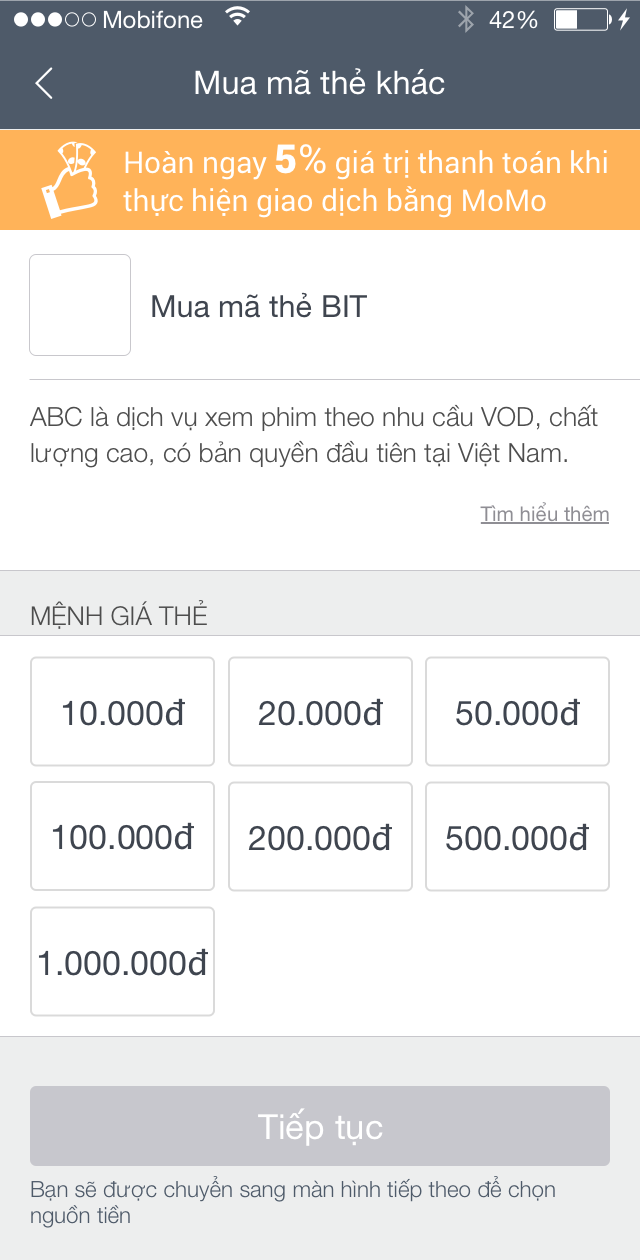 Mobifone 42%
Mua mã thẻ khác
Hoàn ngay 5% giá trị thanh toán khi
thực hiện giao dịch bằng MoMo
Mua mã thẻ BIT
ABC là dịch vụ xem phim theo nhu cầu VOD, chất
lượng cao, có bản quyền đầu tiên tại Việt Nam.
Tìm hiểu thêm
MỆNH GIÁ THẺ
10.000đ 20.000đ 50.000đ
100.000đ 200.000đ 500.000đ
1.000.000đ
Tiếp tục
Bạn sẽ được chuyển sang màn hình tiếp theo để chọn
nguồn tiền